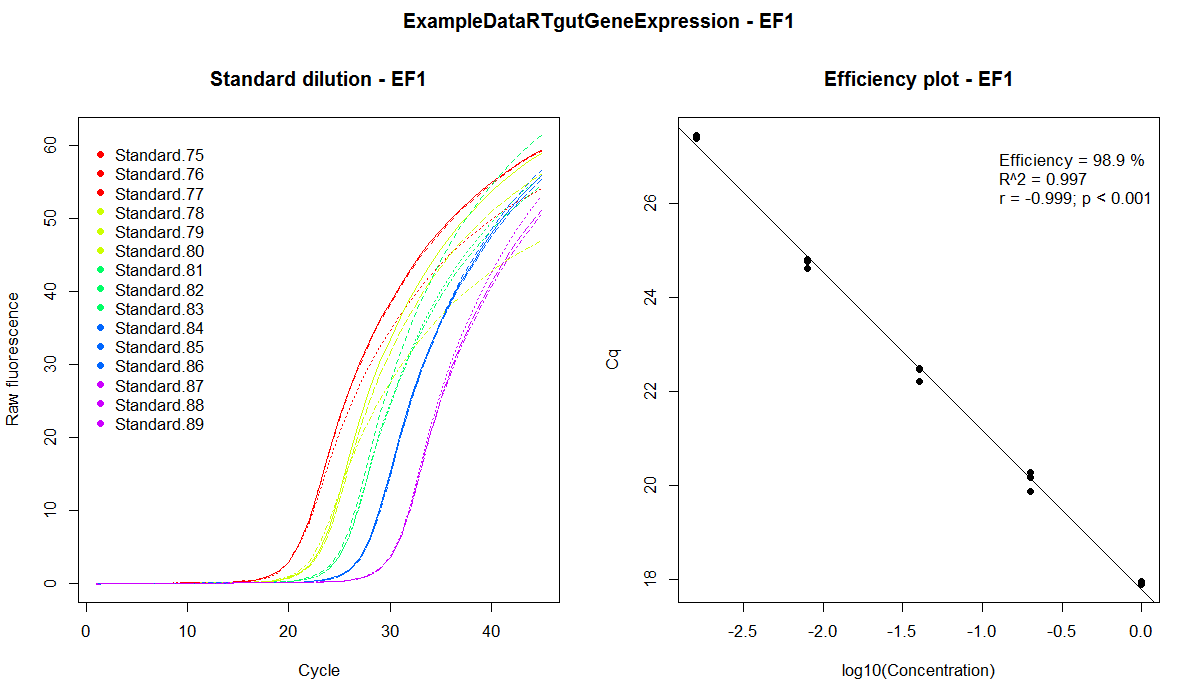 ExampleDataRTgutGeneExpression - EF1
Standard dilution - EF1
Raw fluorescence
60
50
40
30
20
10
0
Standard.75
Standard.76
Standard.77
Standard.78
Standard.79
Standard.80
Standard.81
Standard.82
Standard.83
Standard.84
Standard.85
Standard.86
Standard.87
Standard.88
Standard.89
0 10 20 30 40
Cycle
Efficiency plot - EF1
Cq
26
24
22
20
18
Efficiency = 98.9 %
R^2 = 0.997
r = -0.999; p < 0.001
-2.5 -2.0 -1.5 -1.0 -0.5 0.0
log10(Concentration)